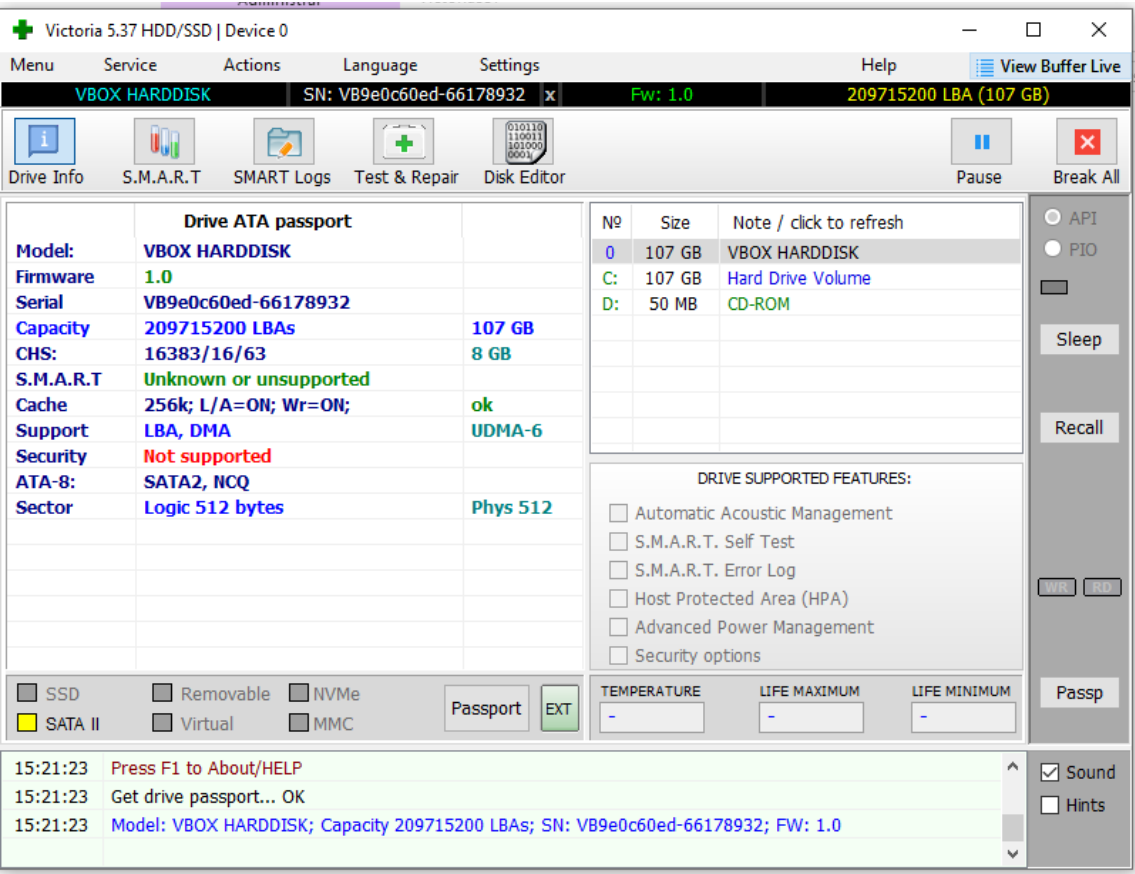 Victoria 5.37 HDD/SSD | Device 0
Menu Service Actions Language Settings Help View Buffer Live
VBOX HARDDISK SN: VB9e0c60ed-66178932 x Fw: 1.0 209715200 LBA (107 GB)
Drive Info S.M.A.R.T SMART Logs Test & Repair Disk Editor Pause Break All
Drive ATA passport
Model: VBOX HARDDISK
Firmware 1.0
Serial VB9e0c60ed-66178932
Capacity 209715200 LBAs 107 GB
CHS: 16383/16/63 8 GB
S.M.A.R.T Unknown or unsupported
Cache 256k; L/A=ON; Wr=ON; ok
Support LBA, DMA UDMA-6
Security Not supported
ATA-8: SATA2, NCQ
Sector Logic 512 bytes Phys 512
Nº Size Note / click to refresh
0 107 GB VBOX HARDDISK
C: 107 GB Hard Drive Volume
D: 50 MB CD-ROM
DRIVE SUPPORTED FEATURES:
Automatic Acoustic Management
S.M.A.R.T. Self Test
S.M.A.R.T. Error Log
Host Protected Area (HPA)
Advanced Power Management
Security options
API
PIO
Sleep
Recall
WR RD
Passp
SSD Removable NVMe
SATA II Virtual MMC
Passport EXT
TEMPERATURE LIFE MAXIMUM LIFE MINIMUM
- - -
15:21:23 Press F1 to About/HELP
15:21:23 Get drive passport... OK
15:21:23 Model: VBOX HARDDISK; Capacity 209715200 LBAs; SN: VB9e0c60ed-66178932; FW: 1.0
Sound
Hints